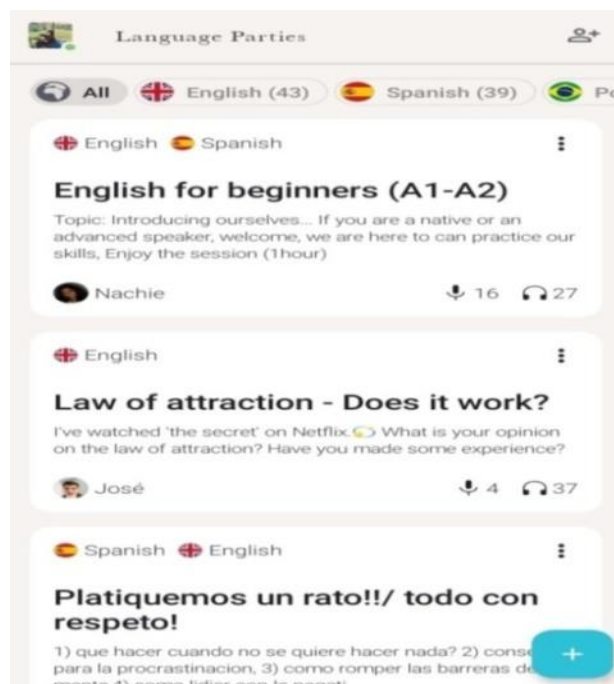 Language Parties
All English (43) Spanish (39)
English Spanish
English for beginners (A1-A2)
Topic: Introducing ourselves... If you are a native or an
advanced speaker, welcome, we are here to can practice our
skills, Enjoy the session (1hour)
Nachie 16 27
English
Law of attraction - Does it work?
I've watched 'the secret' on Netflix. What is your opinion
on the law of attraction? Have you made some experience?
José 4 37
Spanish English
Platiquemos un rato!!/ todo con
respeto!
1) que hacer cuando no se quiere hacer nada? 2)
para la procrastinacion, 3) como romper las barreras